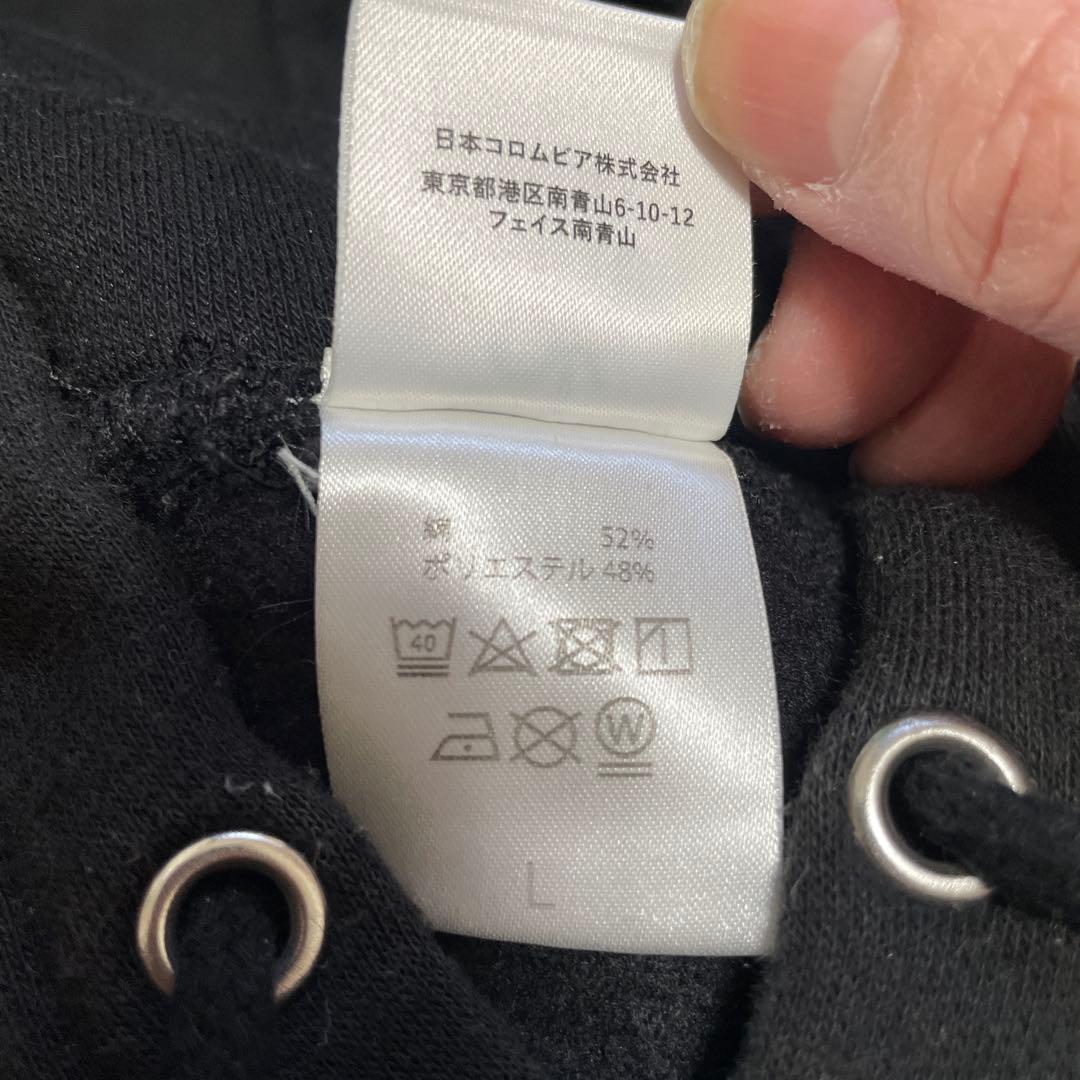 日本コロムビア株式会社
東京都港区南青山6-10-12
フェイス南青山
綿 52%
ポリエステル 48%
40
W
L